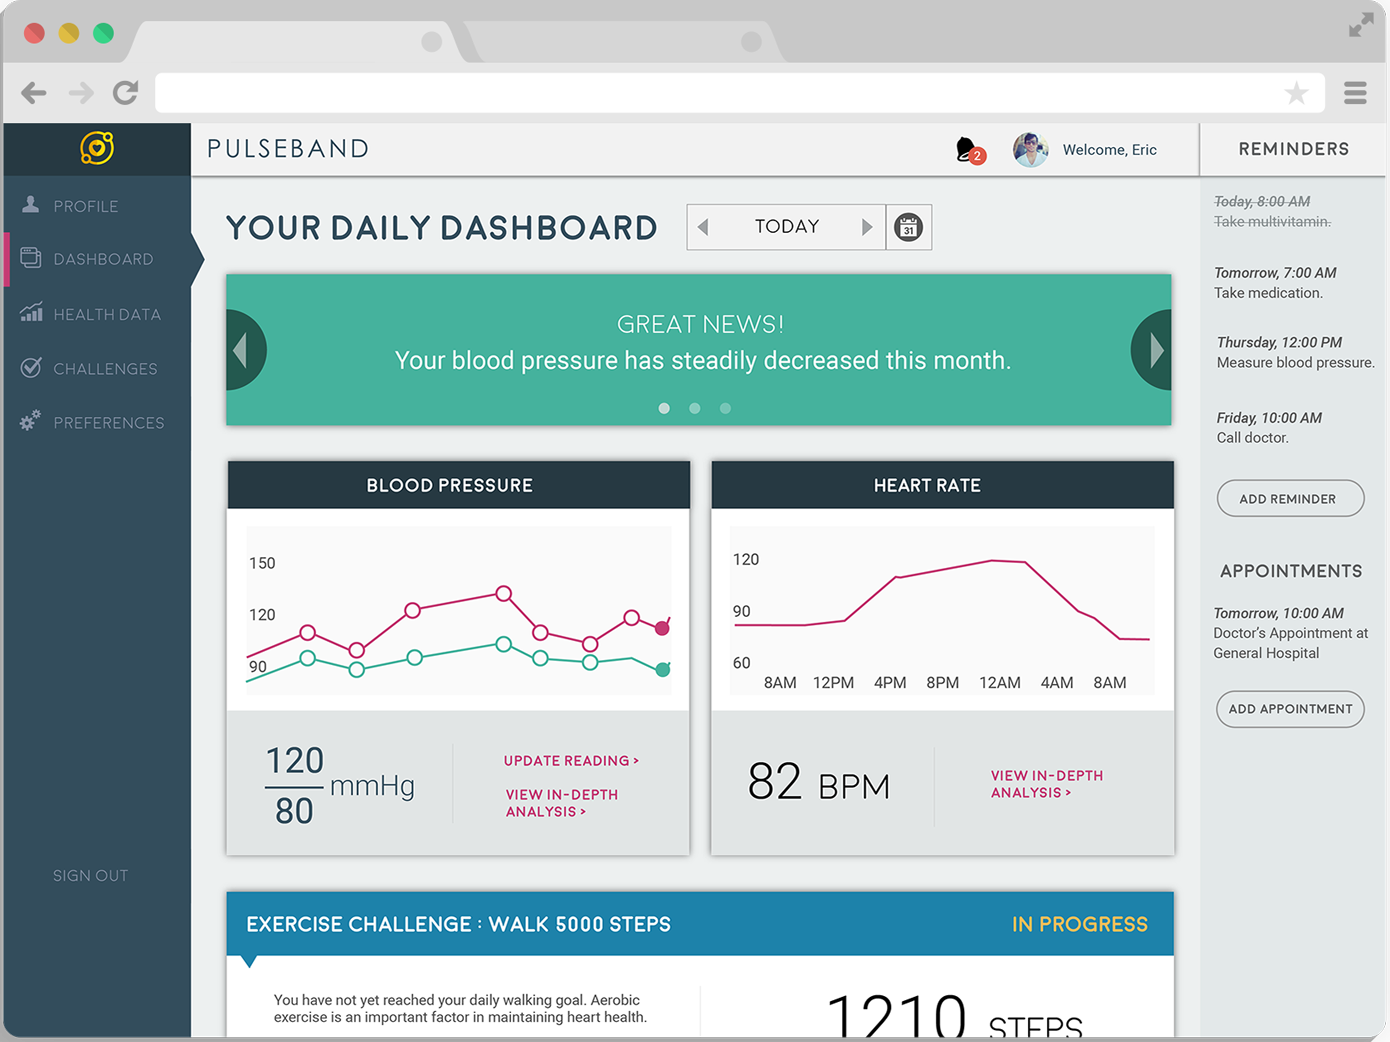 PULSEBAND
2
Welcome, Eric
REMINDERS
PROFILE
DASHBOARD
HEALTH DATA
CHALLENGES
PREFERENCES
SIGN OUT
YOUR DAILY DASHBOARD
TODAY
31
GREAT NEWS!
Your blood pressure has steadily decreased this month.
BLOOD PRESSURE
150
120
90
120
80
mmHg
UPDATE READING >
VIEW IN-DEPTH
ANALYSIS >
HEART RATE
120
90
60
8AM 12PM 4PM 8PM 12AM 4AM 8AM
82 BPM
VIEW IN-DEPTH
ANALYSIS >
EXERCISE CHALLENGE : WALK 5000 STEPS
IN PROGRESS
You have not yet reached your daily walking goal. Aerobic
exercise is an important factor in maintaining heart health.
1210 STEPS
Today, 8:00 AM
Take multivitamin.
Tomorrow, 7:00 AM
Take medication.
Thursday, 12:00 PM
Measure blood pressure.
Friday, 10:00 AM
Call doctor.
ADD REMINDER
APPOINTMENTS
Tomorrow, 10:00 AM
Doctor's Appointment at
General Hospital
ADD APPOINTMENT